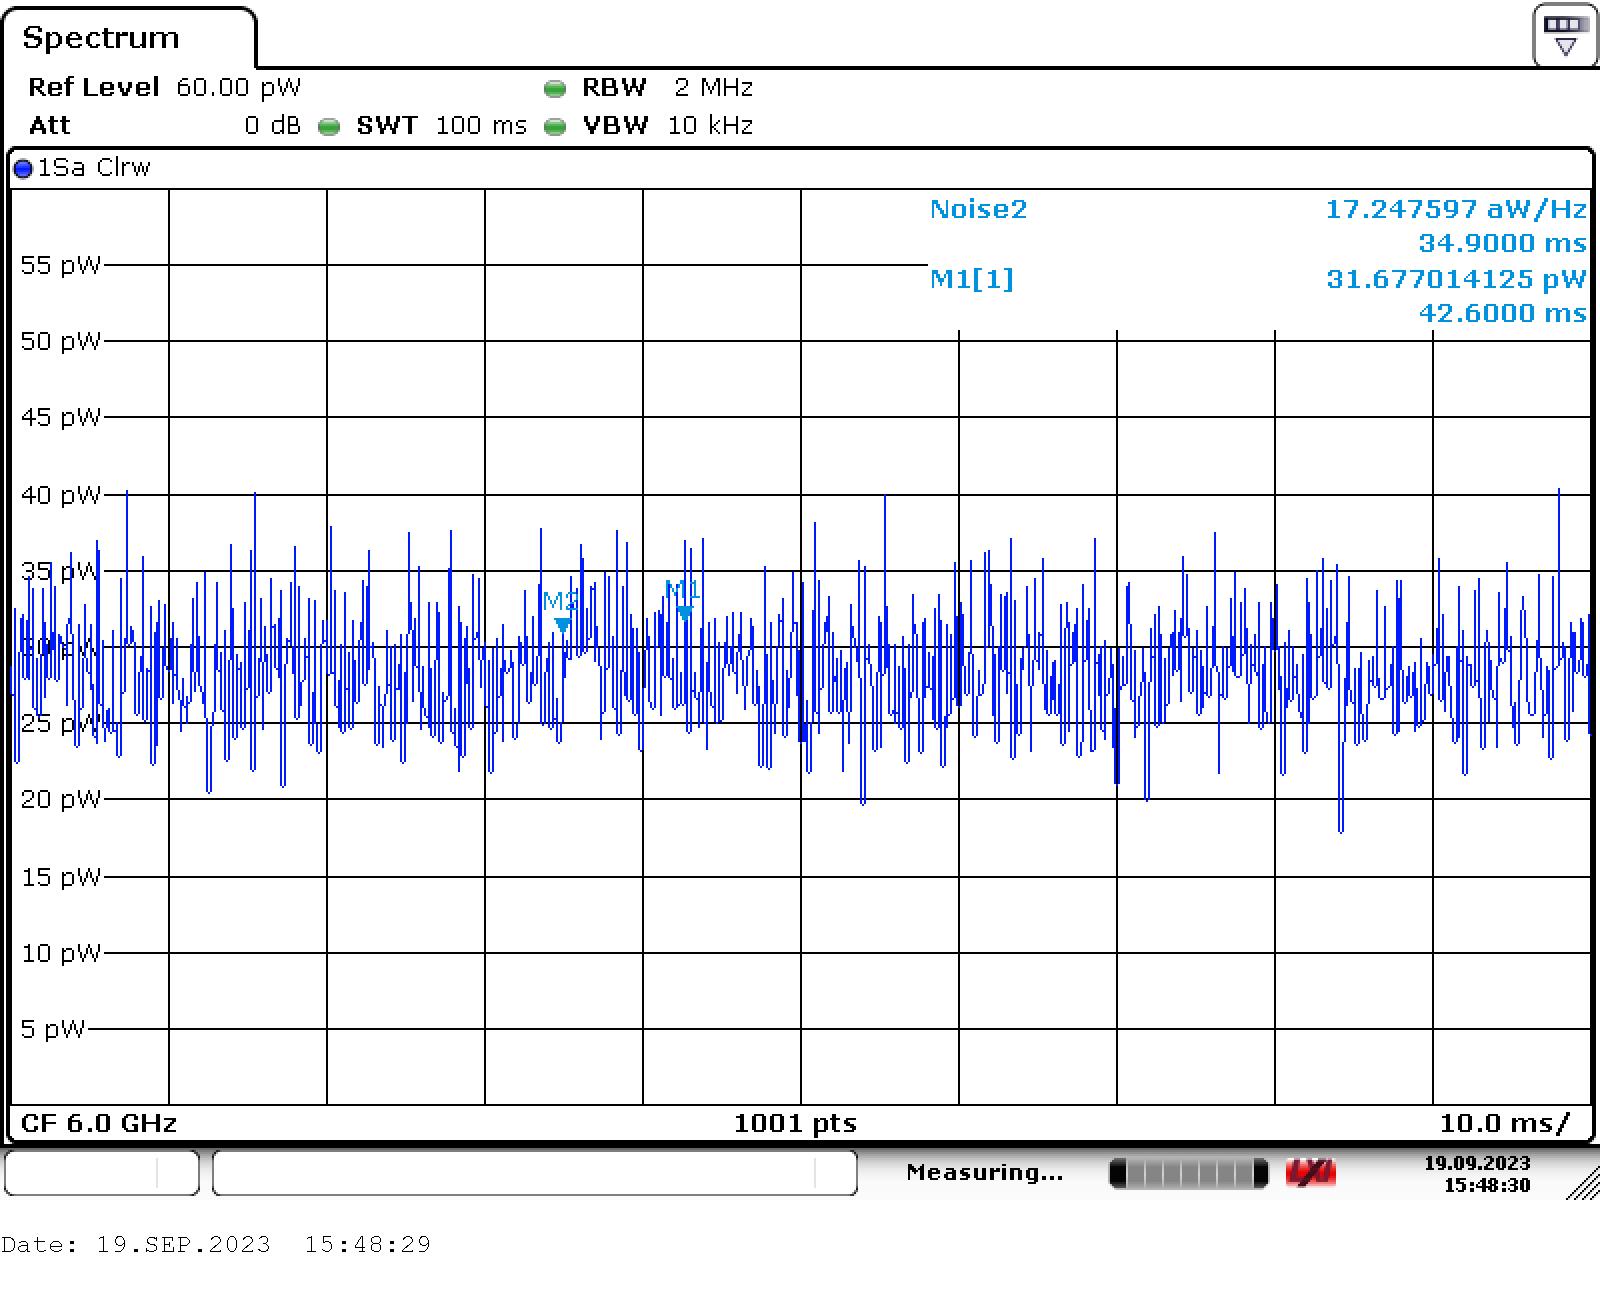 Spectrum
Ref Level 60.00 pW RBW 2 MHz
Att 0 dB SWT 100 ms VBW 10 kHz
1Sa Clrw
Noise2 17.247597 aW/Hz
34.9000 ms
M1[1] 31.677014125 pW
42.6000 ms
55 pW
50 pW
45 pW
40 pW
35 pW
M2 M1
30 pW
25 pW
20 pW
15 pW
10 pW
5 pW
CF 6.0 GHz 1001 pts 10.0 ms/
Measuring... LXI 19.09.2023
15:48:30
Date: 19.SEP.2023 15:48:29